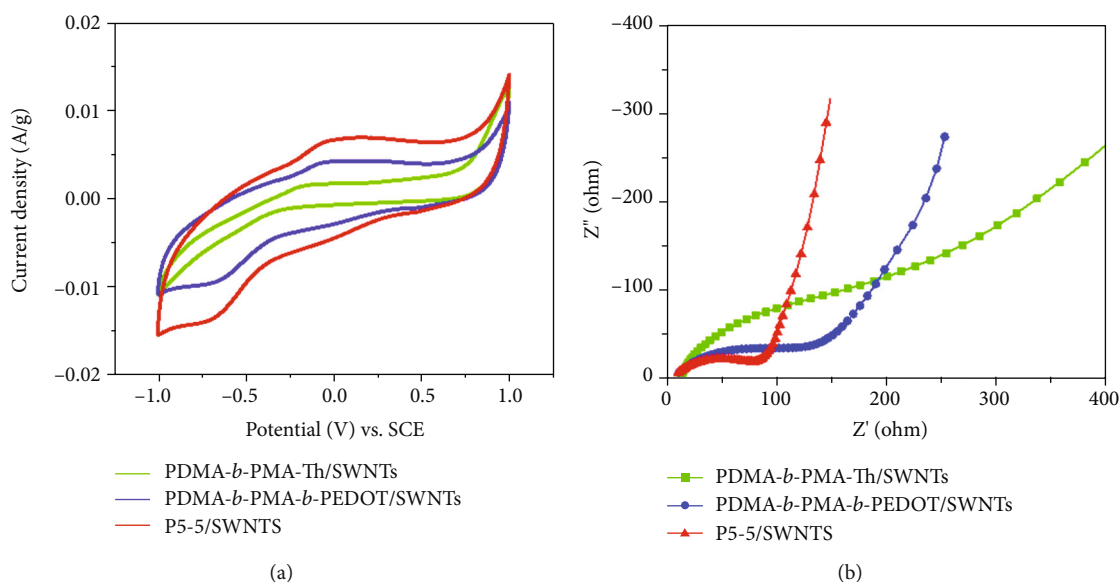 0.02
0.01
0.00
−0.01
−0.02
Current density (A/g)
−1.0 −0.5 0.0 0.5 1.0
Potential (V) vs. SCE
PDMA-b-PMA-Th/SWNTs
PDMA-b-PMA-b-PEDOT/SWNTs
P5-5/SWNTS
(a)
−400
−300
−200
−100
0
Z'' (ohm)
0 100 200 300 400
Z' (ohm)
PDMA-b-PMA-Th/SWNTs
PDMA-b-PMA-b-PEDOT/SWNTs
P5-5/SWNTS
(b)